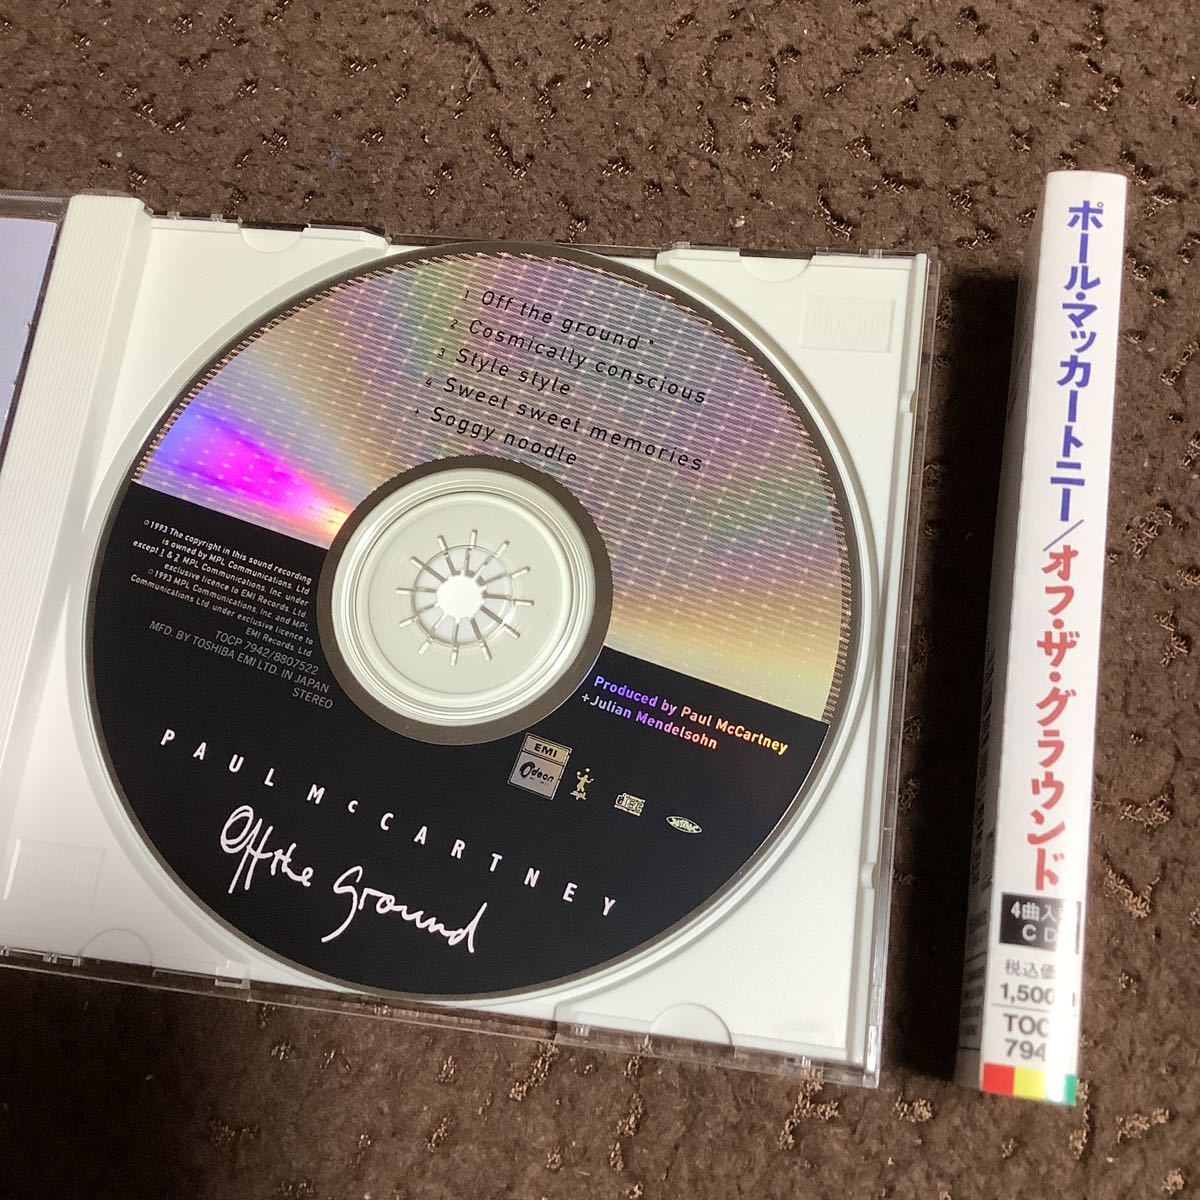 1 Off the ground *
2 Cosmically conscious
3 Style style
4 Sweet sweet memories
+ Soggy noodle
℗ 1993 The copyright in this sound recording
is owned by MPL Communications, Ltd
except 1 & 2 MPL Communications, Inc under
exclusive licence to EMI Records, Ltd
© 1993 MPL Communications, Inc and MPL
Communications Ltd under exclusive licence to
EMI Records, Ltd
TOCP 7942/8807522
MFD. BY TOSHIBA EMI LTD. IN JAPAN
STEREO
Produced by Paul McCartney
+Julian Mendelsohn
EMI
Odeon
PAUL McCARTNEY
Off the Ground
ポール・マッカートニー/オフ・ザ・グラウンド
4曲入
CD
税込価
1,500
TOC
794